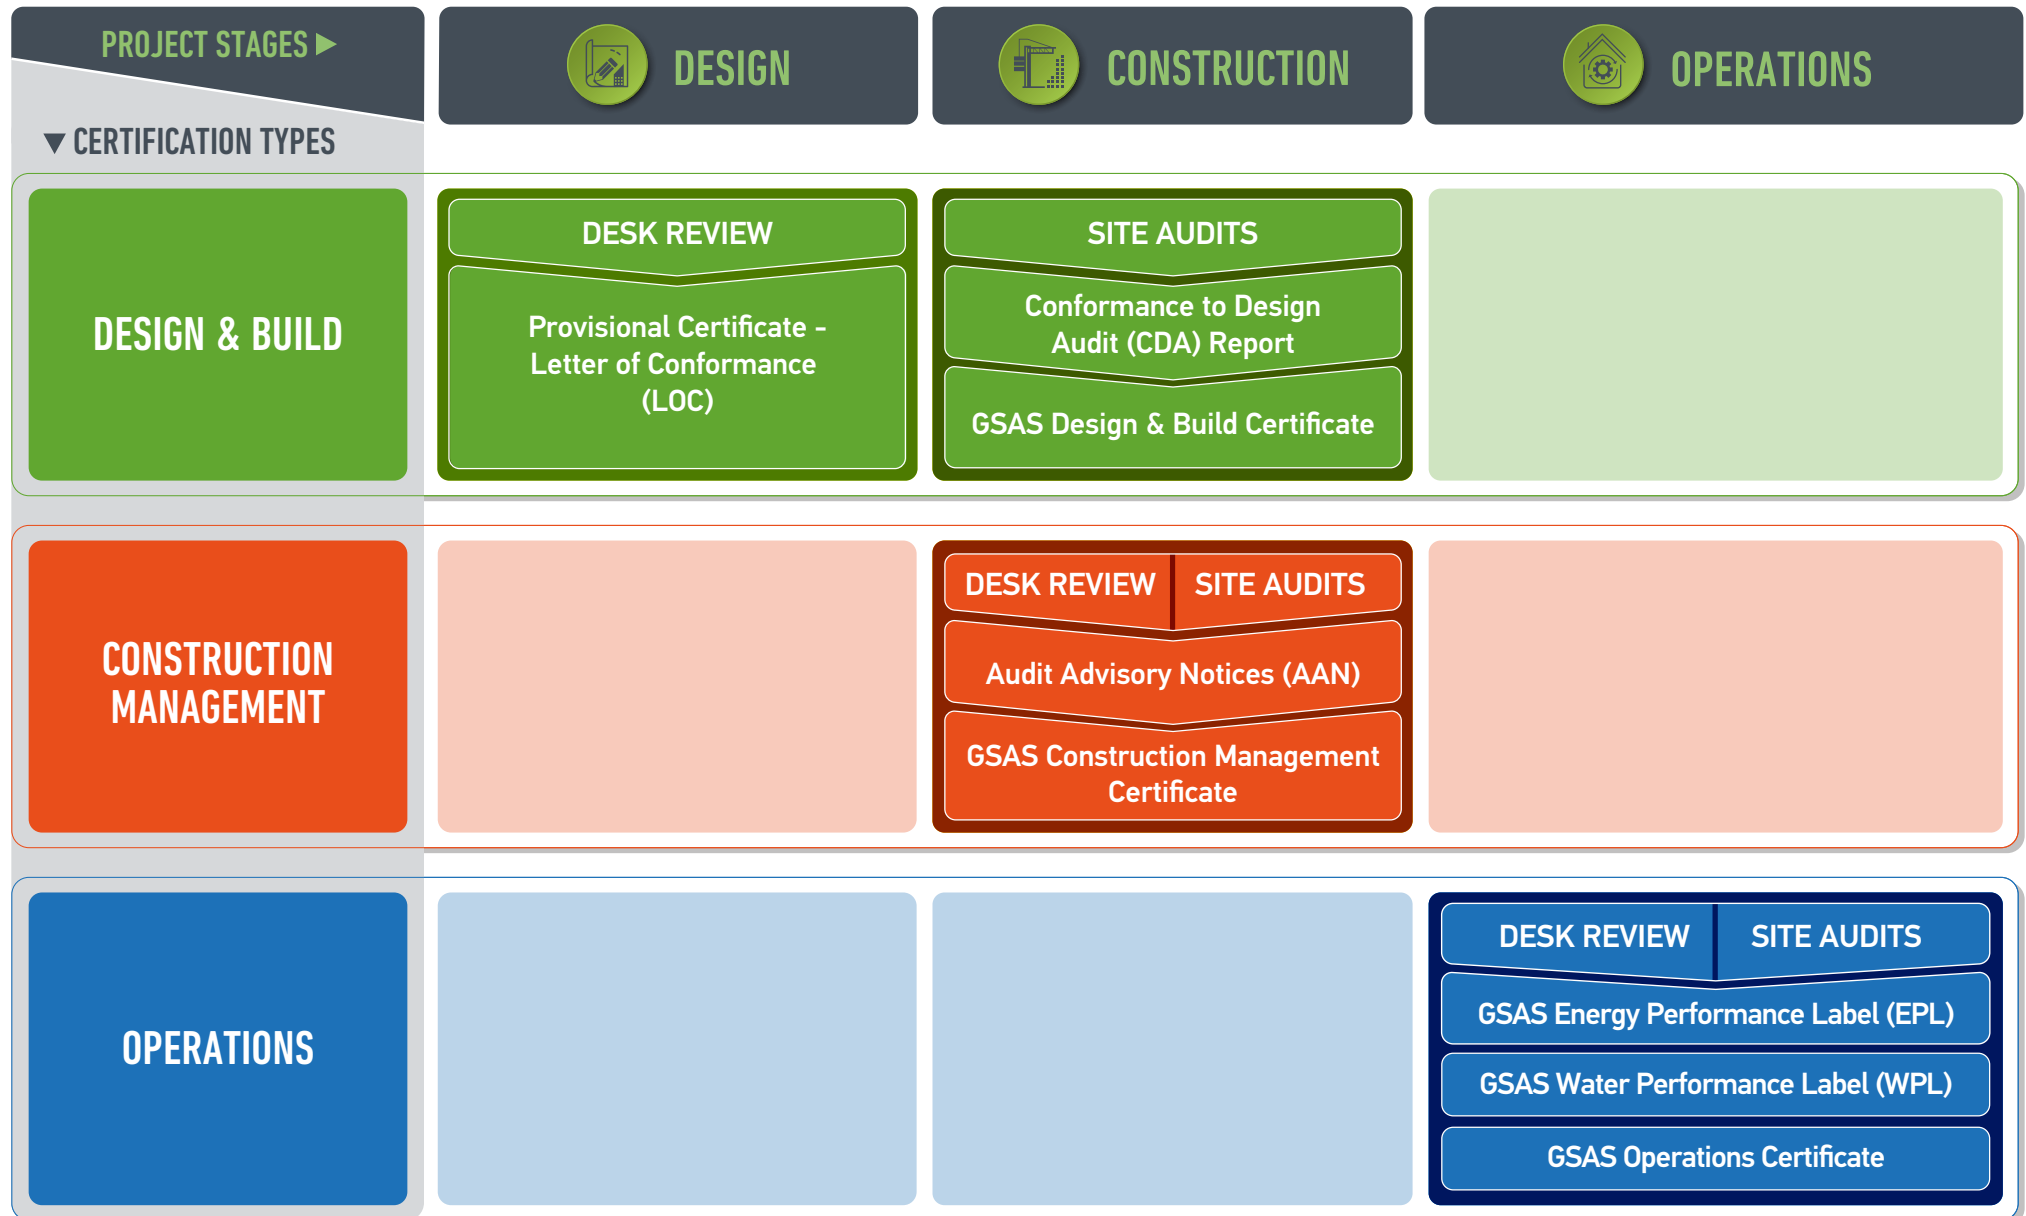 PROJECT STAGES ▶
DESIGN
CONSTRUCTION
OPERATIONS
▼ CERTIFICATION TYPES
DESIGN & BUILD
DESK REVIEW
Provisional Certificate -
Letter of Conformance
(LOC)
SITE AUDITS
Conformance to Design
Audit (CDA) Report
GSAS Design & Build Certificate
CONSTRUCTION
MANAGEMENT
DESK REVIEW
SITE AUDITS
Audit Advisory Notices (AAN)
GSAS Construction Management
Certificate
OPERATIONS
DESK REVIEW
SITE AUDITS
GSAS Energy Performance Label (EPL)
GSAS Water Performance Label (WPL)
GSAS Operations Certificate